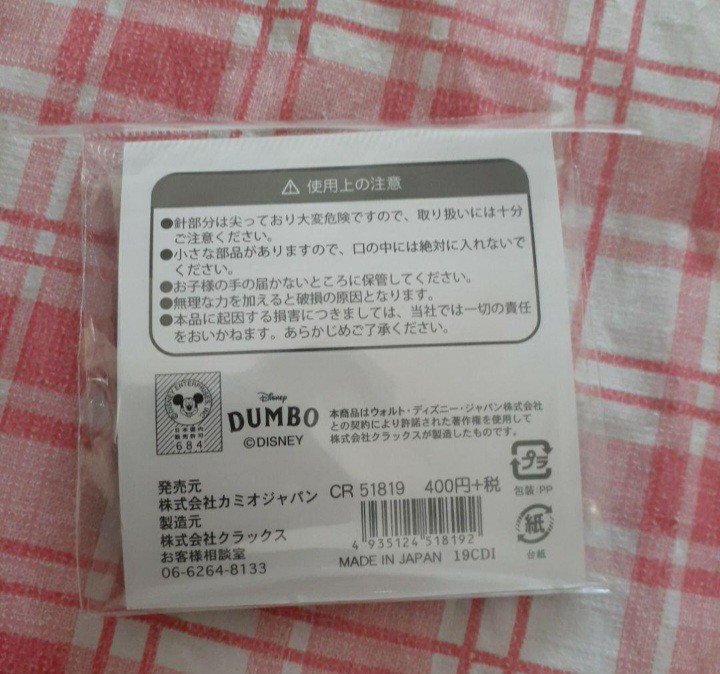 ⚠ 使用上の注意
●針部分は尖っており大変危険ですので、取り扱いには十分
ご注意ください。
●小さな部品がありますので、口の中には絶対に入れないで
ください。
●お子様の手の届かないところに保管してください。
●無理な力を加えると破損の原因となります。
●本品に起因する損害につきましては、当社では一切の責任
をおいかねます。あらかじめご了承ください。
日本国内
販売許可
684
Disney
DUMBO
©DISNEY
本商品はウォルト・ディズニー・ジャパン株式会社
との契約により許諾された著作権を使用して
株式会社クラックスが製造したものです。
プラ
包装:PP
紙
台紙
発売元
株式会社カミオジャパン
製造元
株式会社クラックス
お客様相談室
06-6264-8133
CR 51819 400円+税
4 935124 518192
MADE IN JAPAN 19CDI